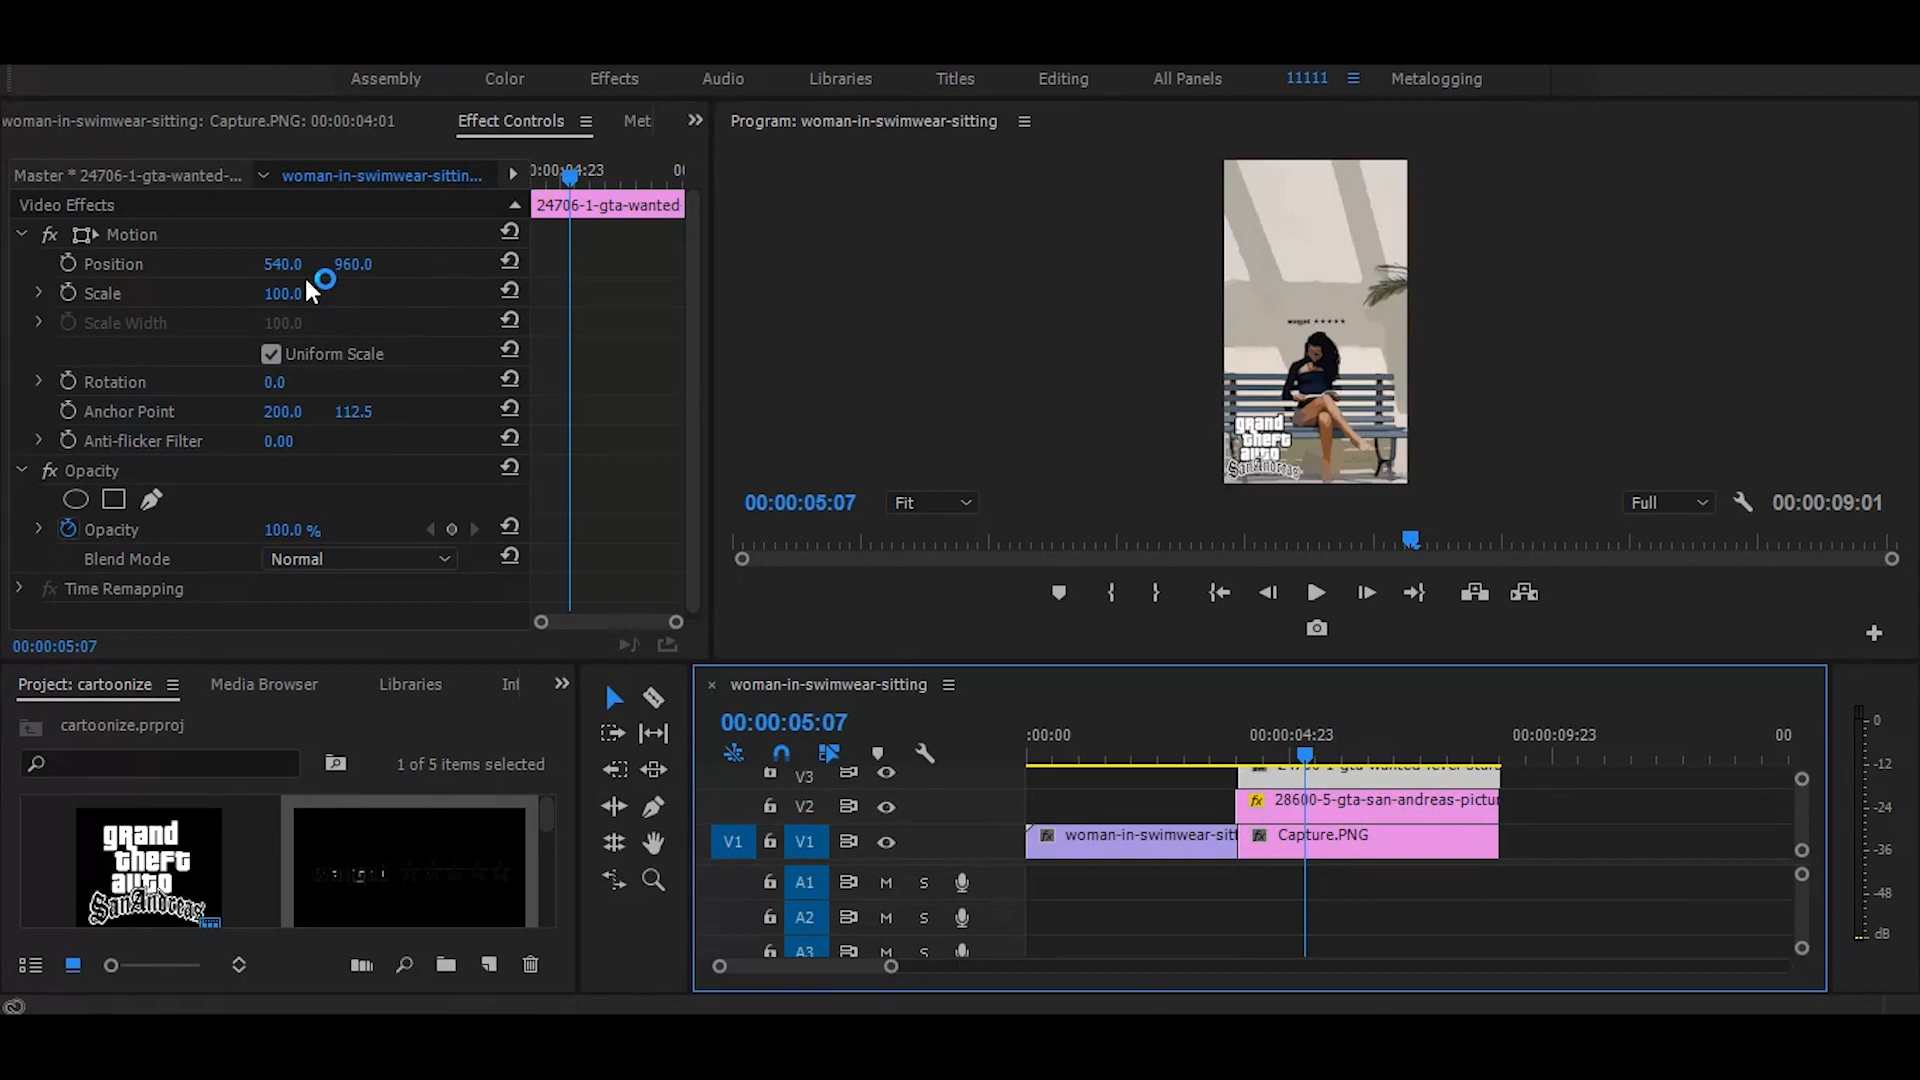 Assembly Color Effects Audio Libraries Titles Editing All Panels 11111 Metalogging
woman-in-swimwear-sitting: Capture.PNG: 00:00:04:01 Effect Controls Met
Program: woman-in-swimwear-sitting
Master * 24706-1-gta-wanted-... woman-in-swimwear-sittin...
:00:04:23 00
Video Effects
24706-1-gta-wanted
Motion
Position 540.0 960.0
Scale 100.0
Scale Width 100.0
Uniform Scale
Rotation 0.0
Anchor Point 200.0 112.5
Anti-flicker Filter 0.00
fx Opacity
Opacity 100.0 %
Blend Mode Normal
fx Time Remapping
00:00:05:07
wanted
grand
theft
auto
SanAndreas
00:00:05:07 Fit Full 00:00:09:01
Project: cartoonize Media Browser Libraries
cartoonize.prproj
1 of 5 items selected
grand
theft
auto
SanAndreas
woman-in-swimwear-sitting
00:00:05:07
:00:00 00:00:04:23 00:00:09:23 00
V3
V2 fx 28600-5-gta-san-andreas-pictur
V1 V1 fx woman-in-swimwear-sitt fx Capture.PNG
A1 M S
A2 M S
A3 M S
0
-12
-24
-36
-48
dB